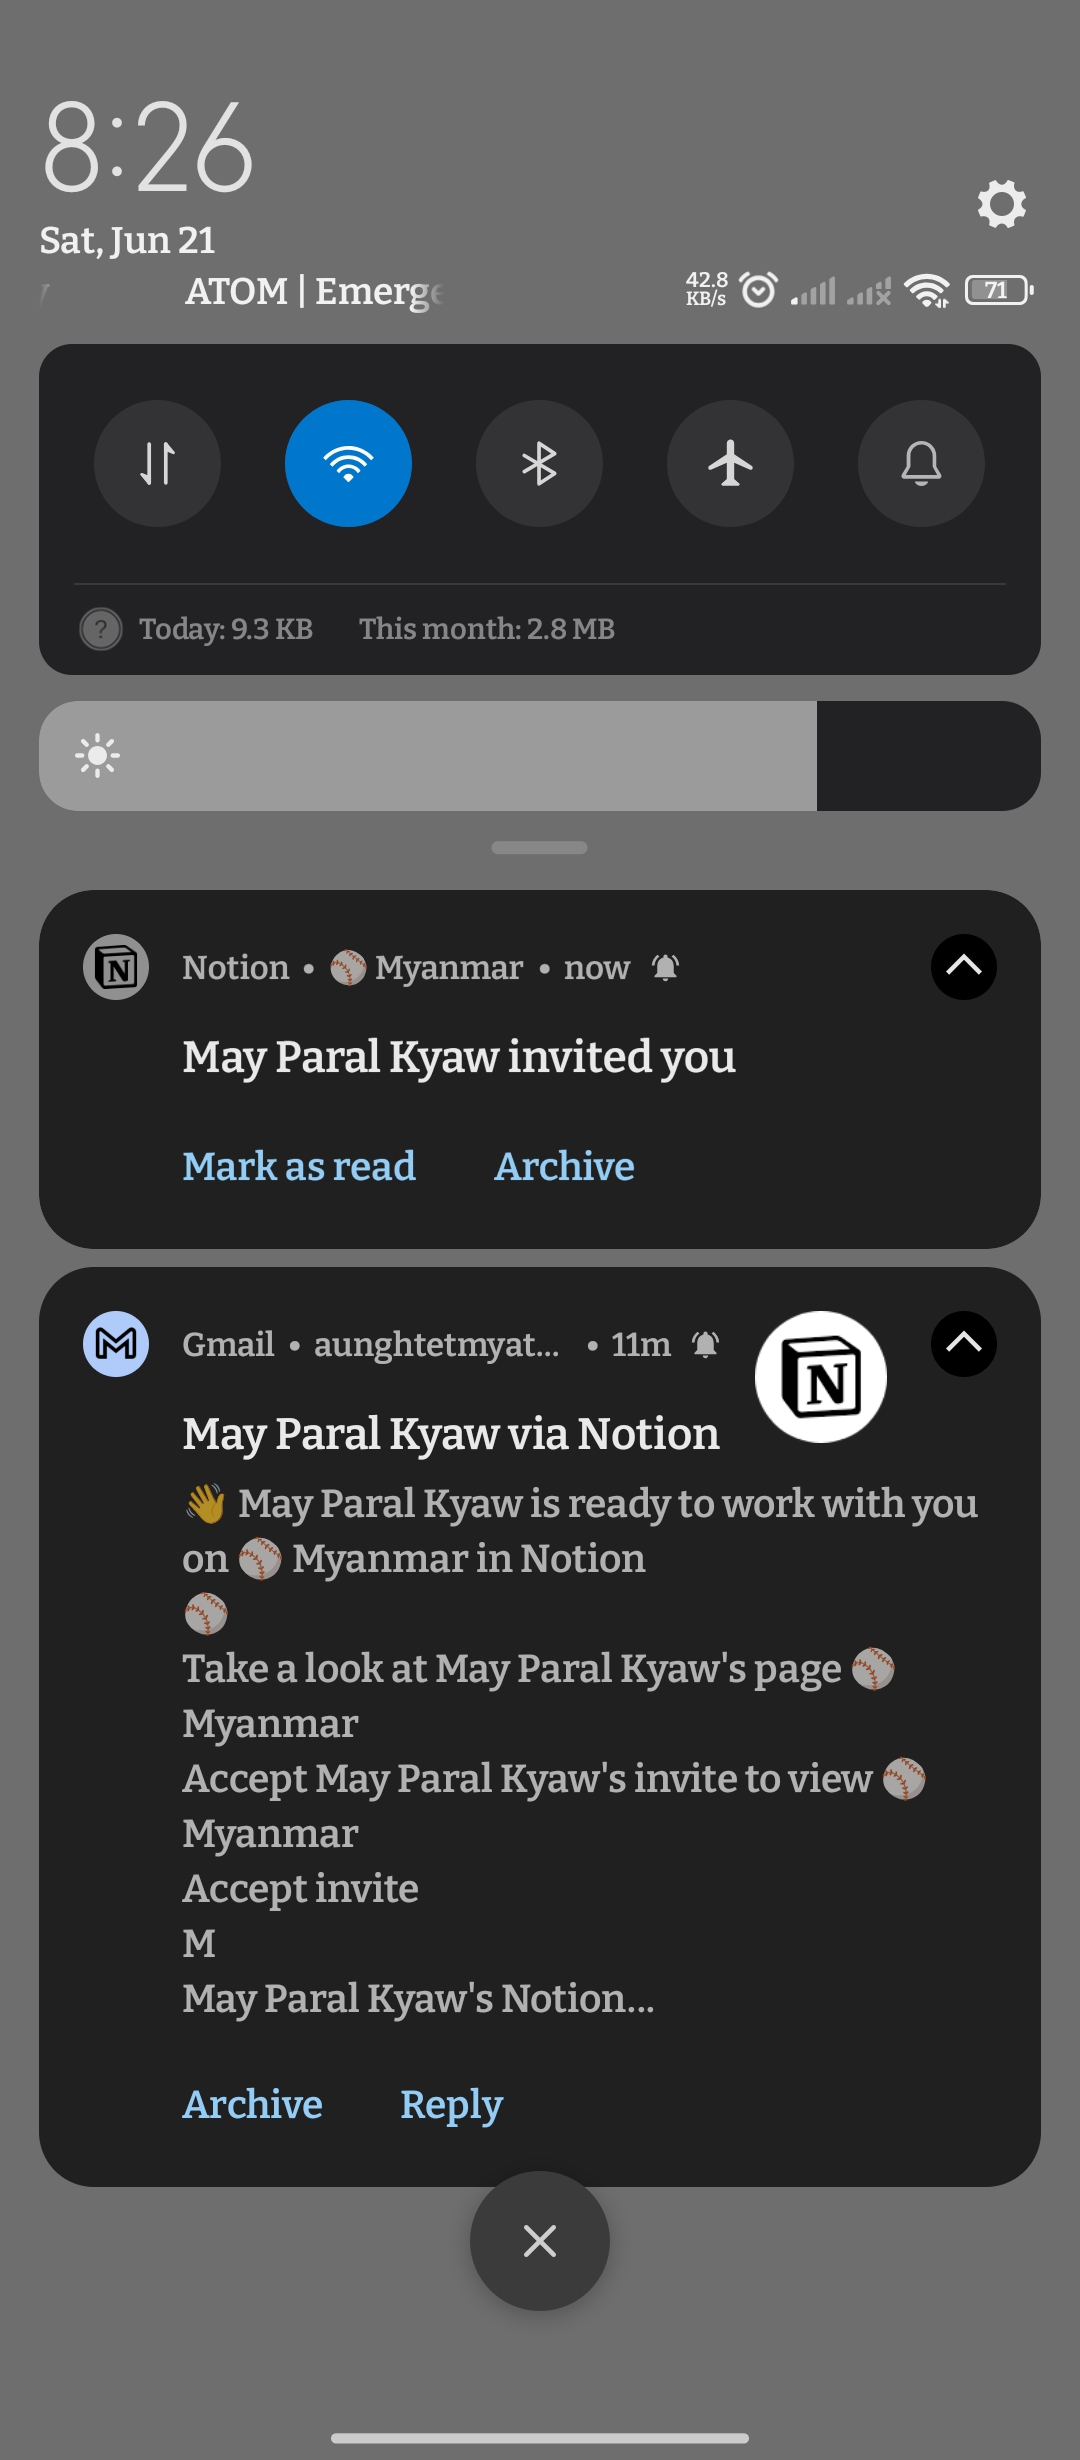 8:26
Sat, Jun 21
ATOM | Emerge
42.8
KB/s
71
Today: 9.3 KB This month: 2.8 MB
Notion • ⚾ Myanmar • now
May Paral Kyaw invited you
Mark as read Archive
Gmail • aunghtetmyat... • 11m
May Paral Kyaw via Notion
👋 May Paral Kyaw is ready to work with you
on ⚾ Myanmar in Notion
⚾
Take a look at May Paral Kyaw's page ⚾
Myanmar
Accept May Paral Kyaw's invite to view ⚾
Myanmar
Accept invite
M
May Paral Kyaw's Notion...
Archive Reply